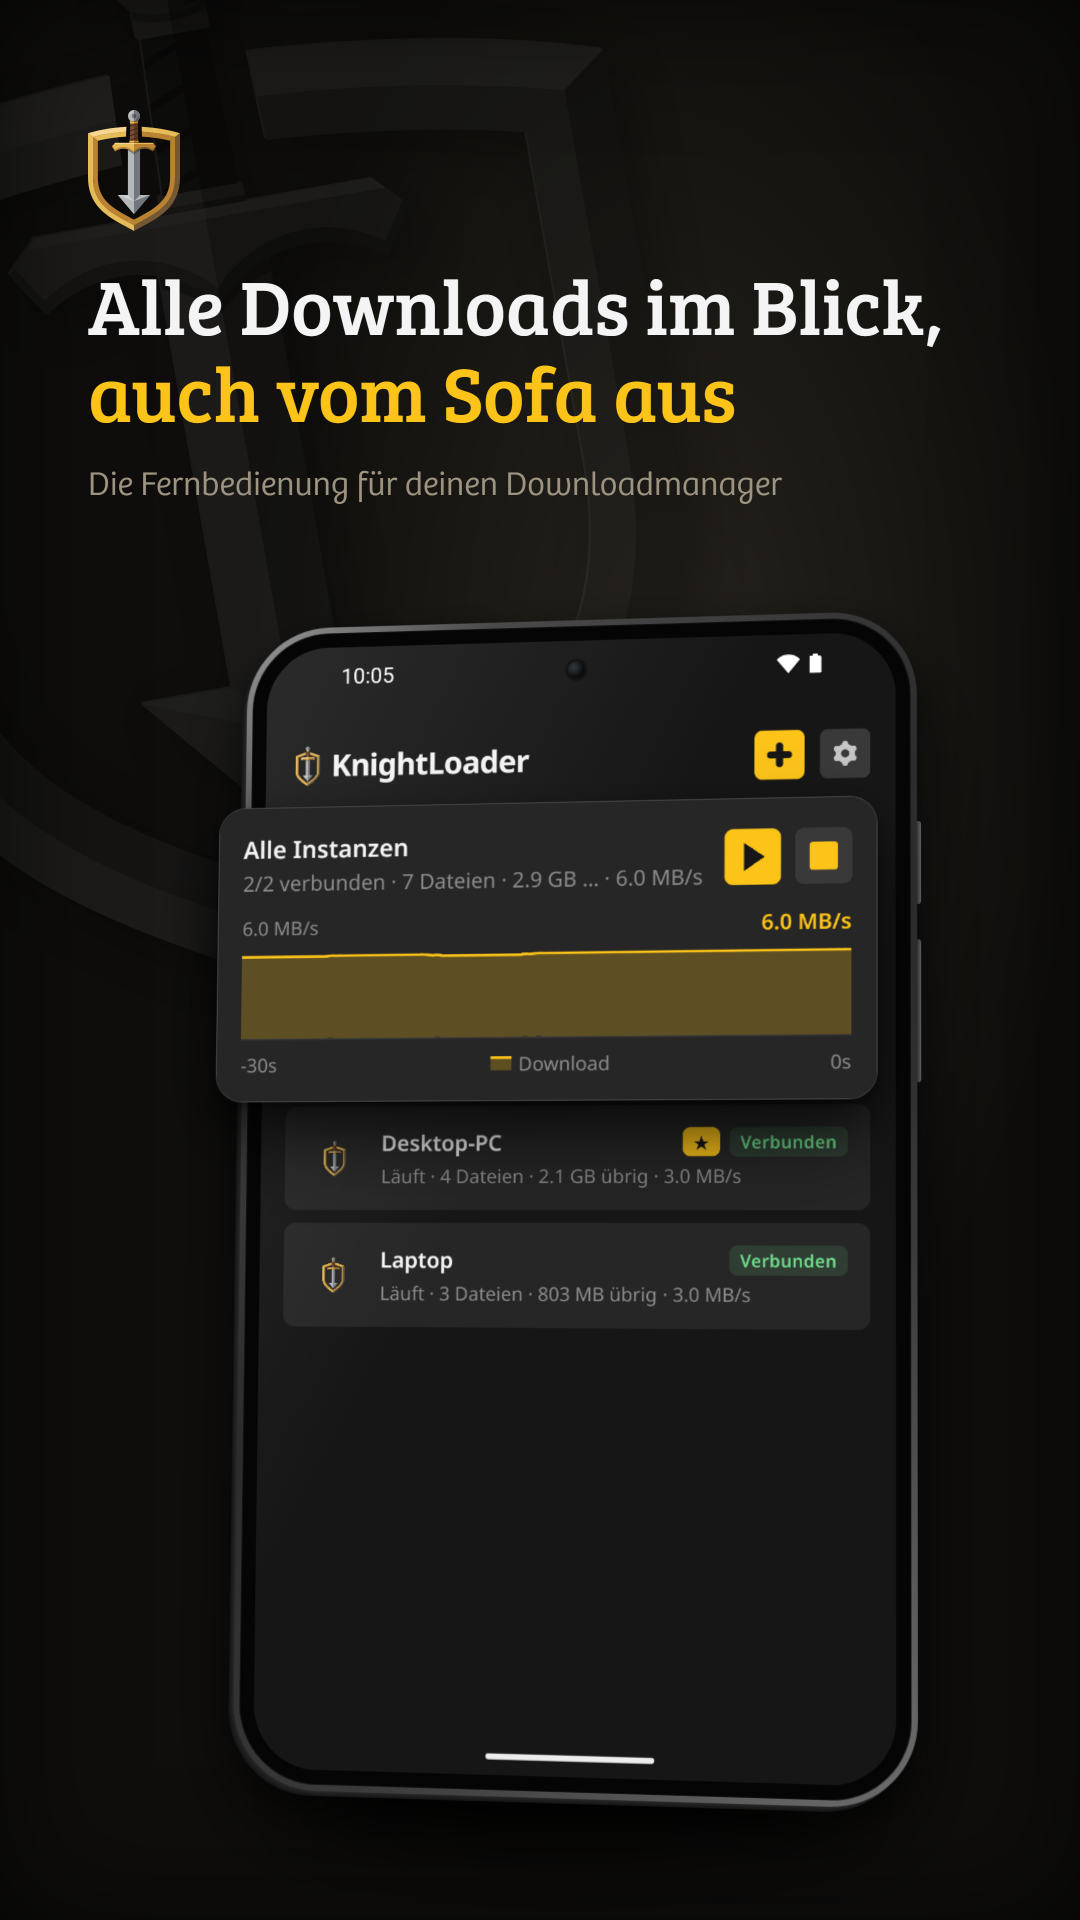 Alle Downloads im Blick,
auch vom Sofa aus
Die Fernbedienung für deinen Downloadmanager
10:05
KnightLoader
Alle Instanzen
2/2 verbunden · 7 Dateien · 2.9 GB ... · 6.0 MB/s
6.0 MB/s
6.0 MB/s
-30s
Download
0s
Desktop-PC
Verbunden
Läuft · 4 Dateien · 2.1 GB übrig · 3.0 MB/s
Laptop
Verbunden
Läuft · 3 Dateien · 803 MB übrig · 3.0 MB/s